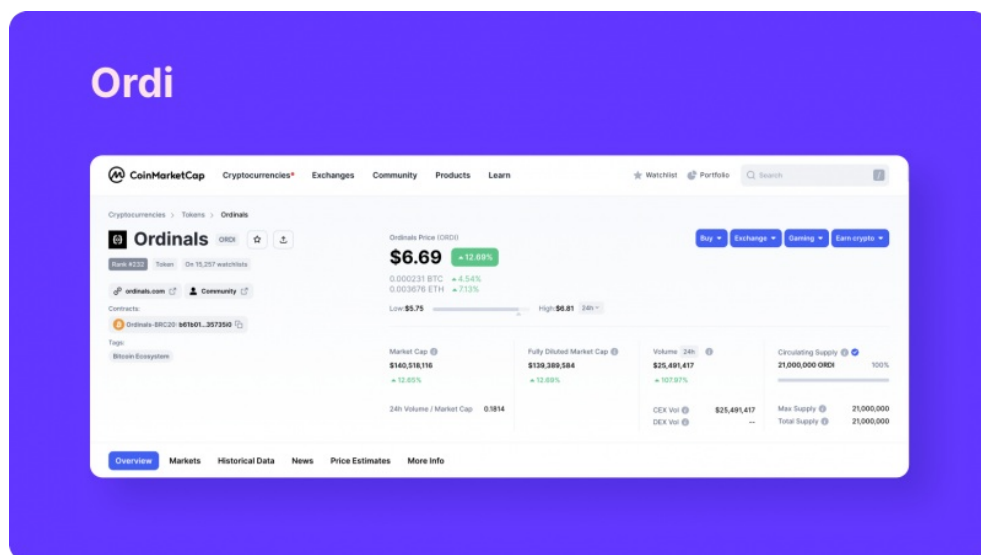 Ordi
CoinMarketCap Cryptocurrencies Exchanges Community Products Learn Watchlist Portfolio Search /
Cryptocurrencies > Tokens > Ordinals
Ordinals ORDI
Rank #232 Token On 15,257 watchlists
ordinals.com Community
Contracts:
Ordinals-BRC20: b61b01...35735i0
Tags:
Bitcoin Ecosystem
Ordinals Price (ORDI)
$6.69 12.69%
0.000231 BTC 4.54%
0.003676 ETH 7.13%
Low:$5.75 High:$6.81 24h
Buy Exchange Gaming Earn crypto
Market Cap
$140,518,116
12.65%
24h Volume / Market Cap 0.1814
Fully Diluted Market Cap
$139,389,584
12.69%
Volume 24h
$25,491,417
107.97%
CEX Vol $25,491,417
DEX Vol --
Circulating Supply
21,000,000 ORDI 100%
Max Supply 21,000,000
Total Supply 21,000,000
Overview Markets Historical Data News Price Estimates More Info